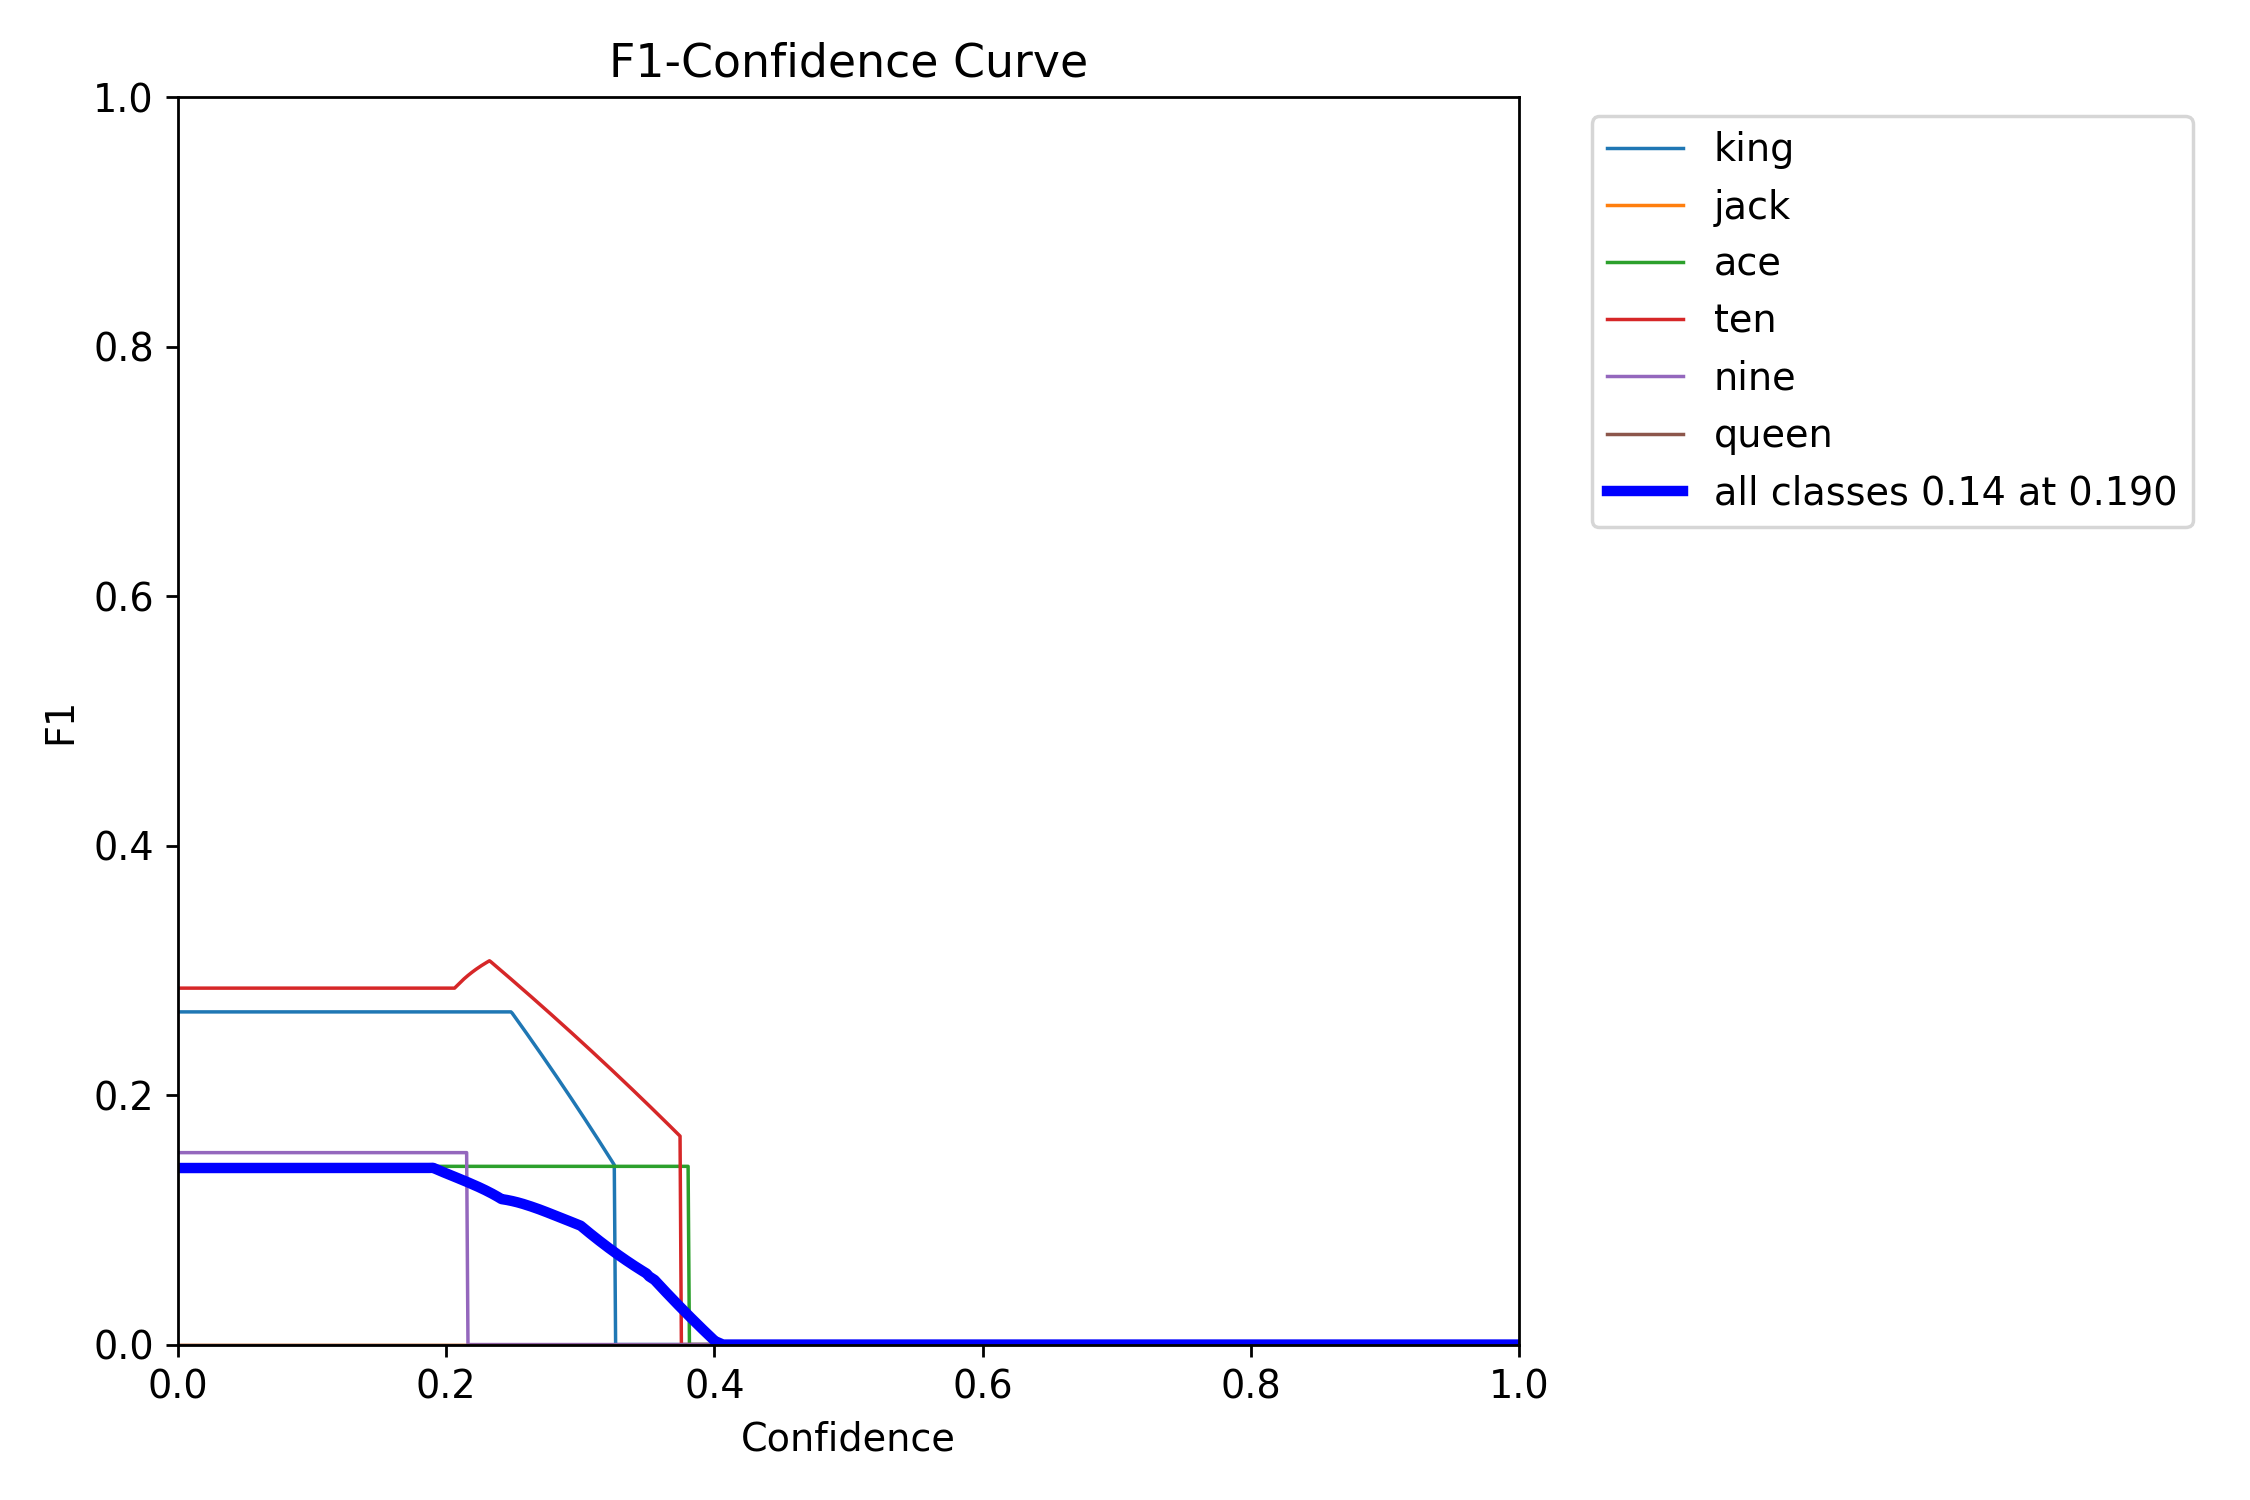 F1-Confidence Curve
1.0
0.8
0.6
0.4
0.2
0.0
F1
0.0 0.2 0.4 0.6 0.8 1.0
Confidence
king
jack
ace
ten
nine
queen
all classes 0.14 at 0.190